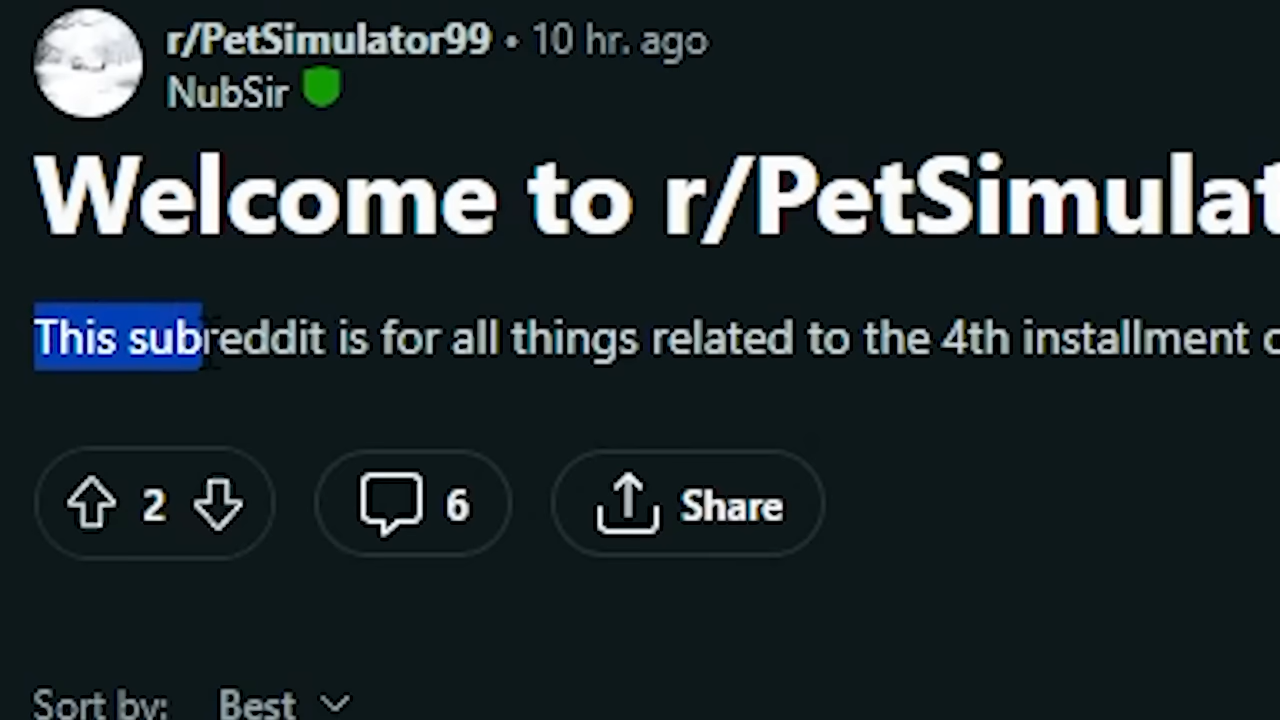 r/PetSimulator99 • 10 hr. ago
NubSir
Welcome to r/PetSimulat
This subreddit is for all things related to the 4th installment
2
6
Share
Sort by: Best